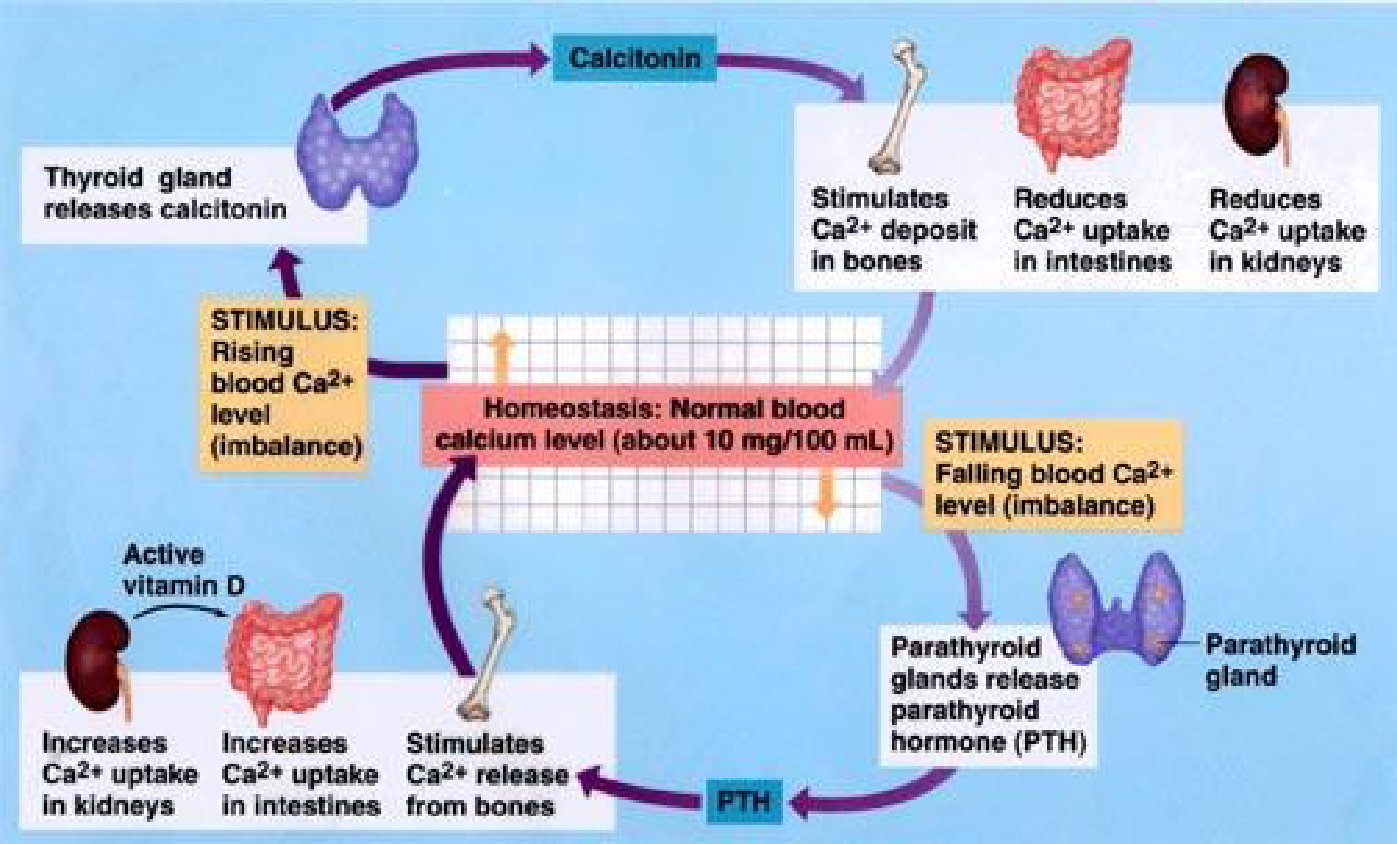 Calcitonin
Thyroid gland
releases calcitonin
Stimulates
Ca2+ deposit
in bones
Reduces
Ca2+ uptake
in intestines
Reduces
Ca2+ uptake
in kidneys
STIMULUS:
Rising
blood Ca2+
level
(imbalance)
Homeostasis: Normal blood
calcium level (about 10 mg/100 mL)
STIMULUS:
Falling blood Ca2+
level (imbalance)
Active
vitamin D
Parathyroid
glands release
parathyroid
hormone (PTH)
Parathyroid
gland
Increases
Ca2+ uptake
in kidneys
Increases
Ca2+ uptake
in intestines
Stimulates
Ca2+ release
from bones
PTH